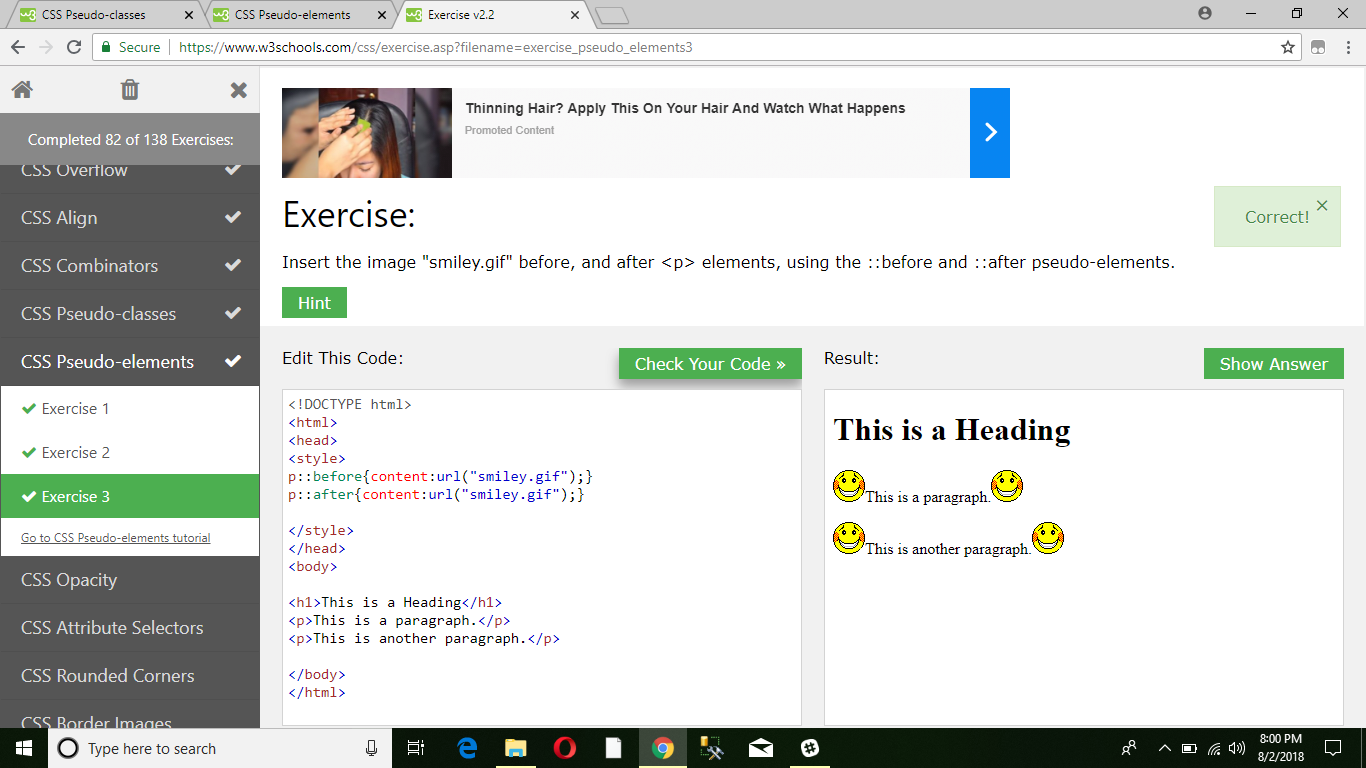 CSS Pseudo-classes
CSS Pseudo-elements
Exercise v2.2
Secure
https://www.w3schools.com/css/exercise.asp?filename=exercise_pseudo_elements3
Completed 82 of 138 Exercises:
CSS Overflow
CSS Align
CSS Combinators
CSS Pseudo-classes
CSS Pseudo-elements
Exercise 1
Exercise 2
Exercise 3
Go to CSS Pseudo-elements tutorial
CSS Opacity
CSS Attribute Selectors
CSS Rounded Corners
CSS Border Images
Thinning Hair? Apply This On Your Hair And Watch What Happens
Promoted Content
Exercise:
Correct!
Insert the image "smiley.gif" before, and after <p> elements, using the ::before and ::after pseudo-elements.
Hint
Edit This Code:
Check Your Code »
<!DOCTYPE html>
<html>
<head>
<style>
p::before{content:url("smiley.gif");}
p::after{content:url("smiley.gif");}
</style>
</head>
<body>
<h1>This is a Heading</h1>
<p>This is a paragraph.</p>
<p>This is another paragraph.</p>
</body>
</html>
Result:
Show Answer
This is a Heading
This is a paragraph.
This is another paragraph.
Type here to search
8:00 PM
8/2/2018